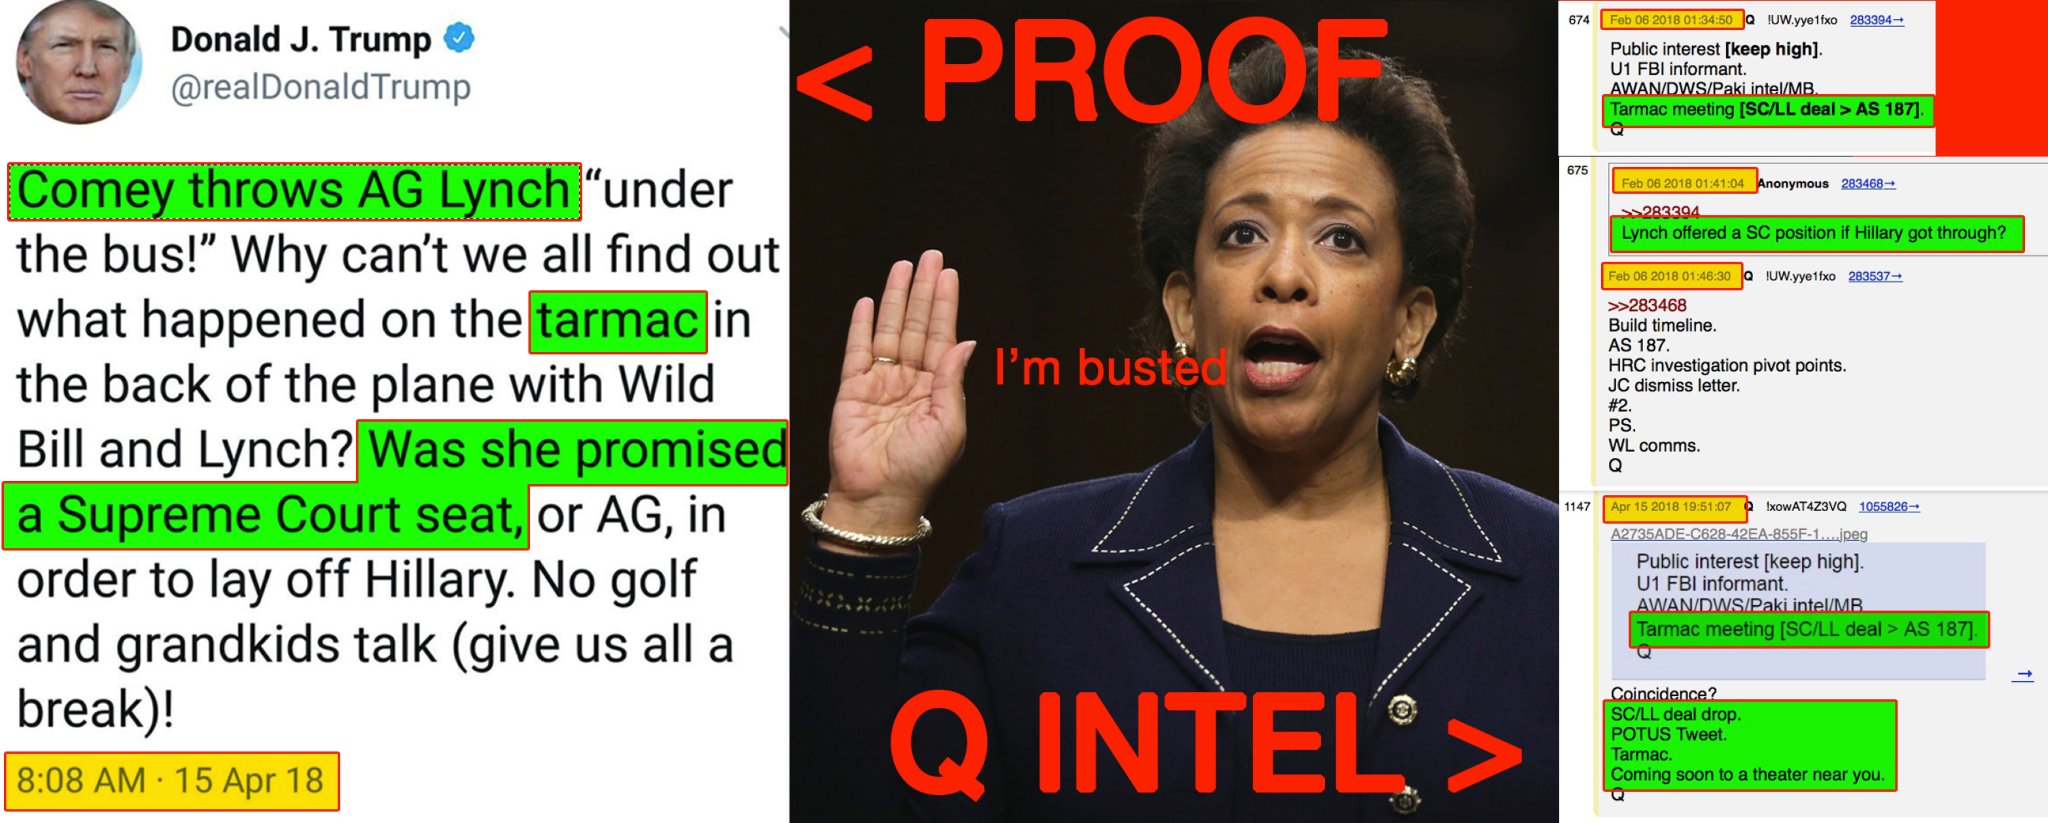 Donald J. Trump
@realDonaldTrump
Comey throws AG Lynch “under
the bus!” Why can’t we all find out
what happened on the tarmac in
the back of the plane with Wild
Bill and Lynch? Was she promised
a Supreme Court seat, or AG, in
order to lay off Hillary. No golf
and grandkids talk (give us all a
break)!
8:08 AM · 15 Apr 18
< PROOF
I’m busted
Q INTEL >
674 Feb 06 2018 01:34:50 Q !UW.yye1fxo 283394→
Public interest [keep high].
U1 FBI informant.
AWAN/DWS/Paki intel/MB.
Tarmac meeting [SC/LL deal > AS 187].
Q
675 Feb 06 2018 01:41:04 Anonymous 283468→
>>283394
Lynch offered a SC position if Hillary got through?
Feb 06 2018 01:46:30 Q !UW.yye1fxo 283537→
>>283468
Build timeline.
AS 187.
HRC investigation pivot points.
JC dismiss letter.
#2.
PS.
WL comms.
Q
1147 Apr 15 2018 19:51:07 Q !xowAT4Z3VQ 1055826→
A2735ADE-C628-42EA-855F-1….jpeg
Public interest [keep high].
U1 FBI informant.
AWAN/DWS/Paki intel/MB
Tarmac meeting [SC/LL deal > AS 187].
Q
→
Coincidence?
SC/LL deal drop.
POTUS Tweet.
Tarmac.
Coming soon to a theater near you.
Q